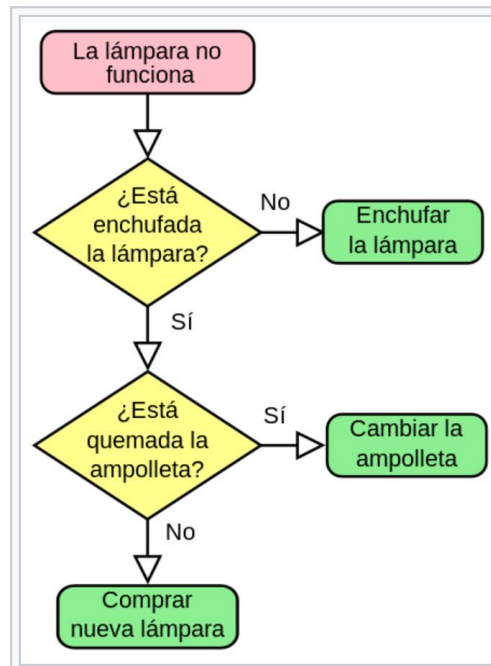 La lámpara no
funciona
¿Está
enchufada
la lámpara?
No
Enchufar
la lámpara
Sí
¿Está
quemada la
ampolleta?
Sí
Cambiar la
ampolleta
No
Comprar
nueva lámpara